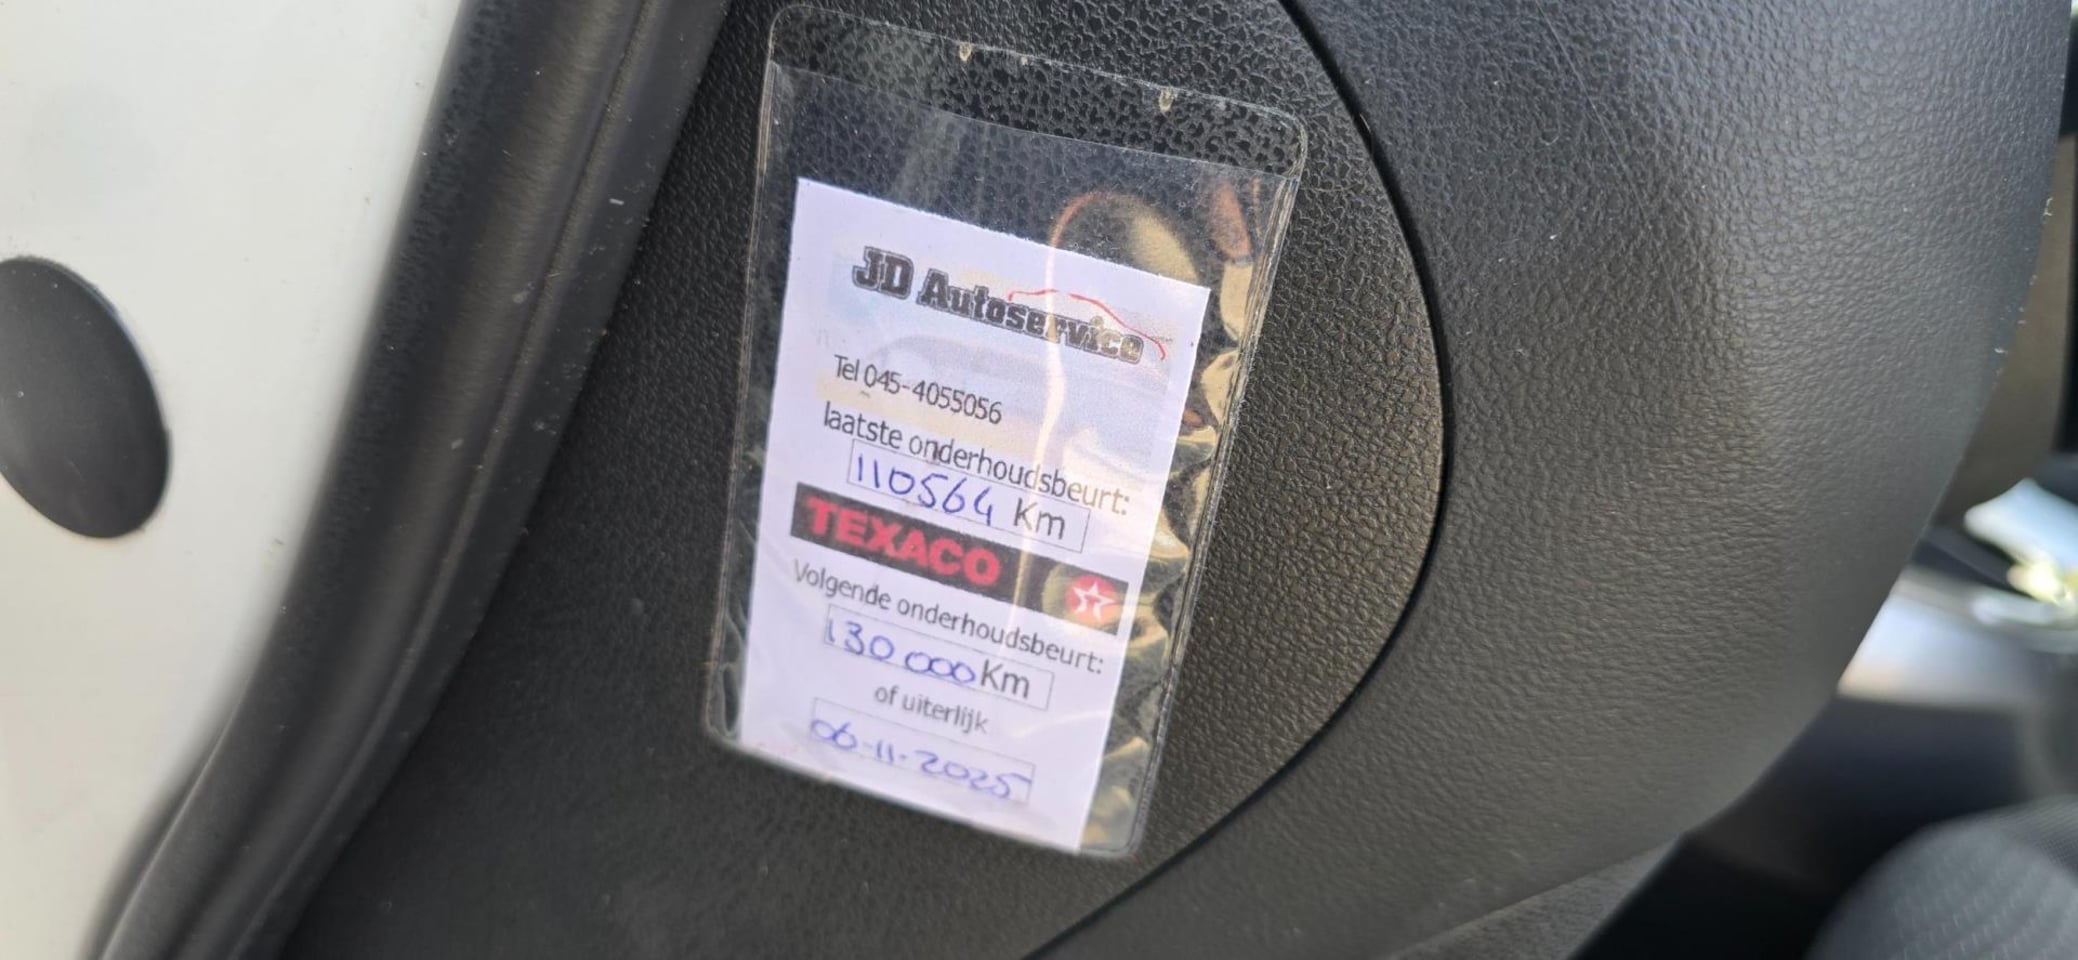 JD Autoservice
Tel 045-4055056
laatste onderhoudsbeurt:
110564 Km
TEXACO
Volgende onderhoudsbeurt:
130 000 Km
of uiterlijk
06-11-2025